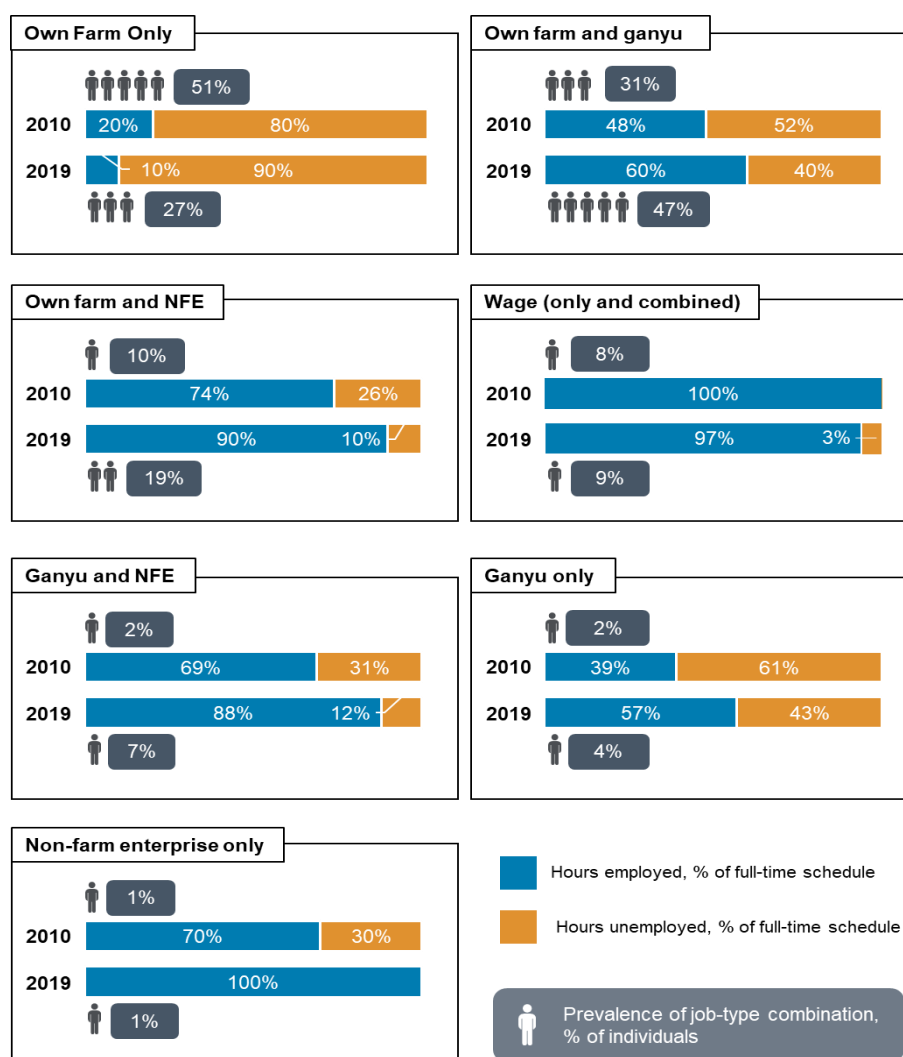 Own Farm Only
51%
2010 20% 80%
2019 10% 90%
27%
Own farm and ganyu
31%
48% 52%
60% 40%
47%
Own farm and NFE
10%
2010 74% 26%
2019 90% 10%
19%
Wage (only and combined)
8%
2010 100%
2019 97% 3%
9%
Ganyu and NFE
2%
2010 69% 31%
2019 88% 12%
7%
Ganyu only
2%
2010 39% 61%
2019 57% 43%
4%
Non-farm enterprise only
1%
2010 70% 30%
2019 100%
1%
Hours employed, % of full-time schedule
Hours unemployed, % of full-time schedule
Prevalence of job-type combination,
% of individuals